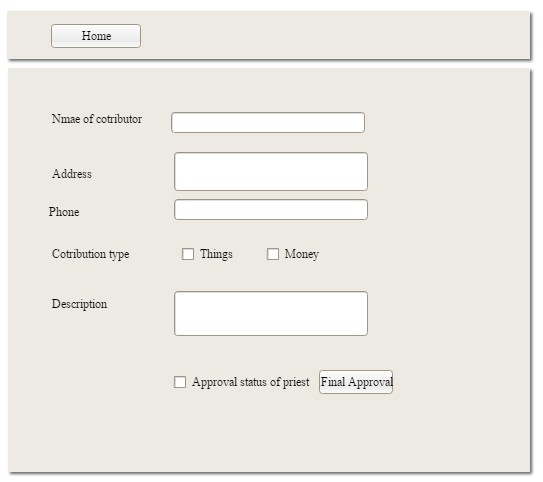 Home
Nmae of cotributor
Address
Phone
Cotribution type Things Money
Description
Approval status of priest Final Approval